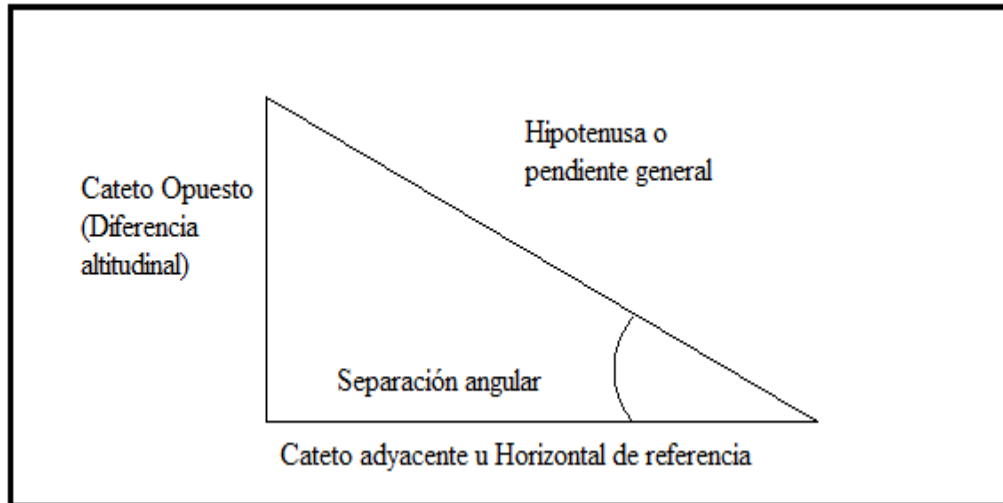 Hipotenusa o
pendiente general
Cateto Opuesto
(Diferencia
altitudinal)
Separación angular
Cateto adyacente u Horizontal de referencia